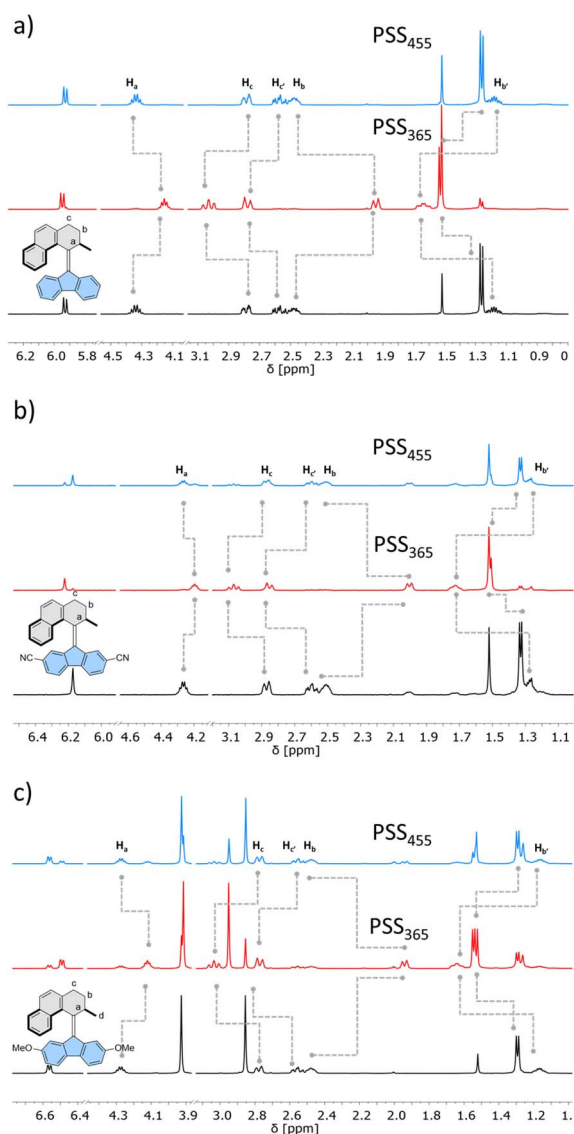 a)
PSS455
Ha Hc Hc' Hb Hb'
PSS365
c
b
a
6.2 6.0 5.8 4.5 4.3 4.1 3.1 2.9 2.7 2.5 2.3 2.1 1.9 1.7 1.5 1.3 1.1 0.9 0
δ [ppm]
b)
PSS455
Ha Hc Hc' Hb Hb'
PSS365
c
b
a
NC CN
6.4 6.2 6.0 4.6 4.4 4.2 3.1 2.9 2.7 2.5 2.3 2.1 1.9 1.7 1.5 1.3 1.1
δ [ppm]
c)
PSS455
Ha Hc Hc' Hb Hb'
PSS365
c
b
a d
MeO OMe
6.6 6.4 4.3 4.1 3.9 3.0 2.8 2.6 2.4 2.2 2.0 1.8 1.6 1.4 1.2 1.0
δ [ppm]